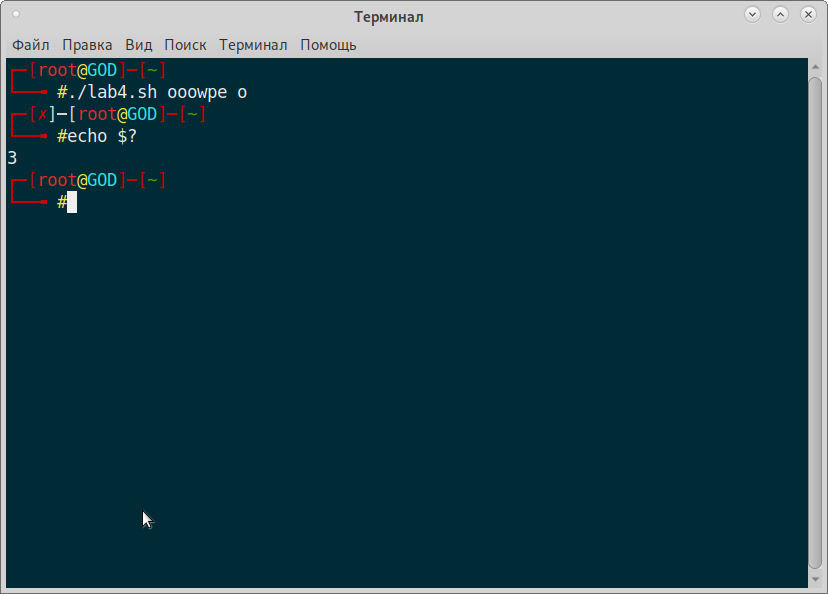 Терминал
Файл Правка Вид Поиск Терминал Помощь
┌─[root@GOD]─[~]
└──╼ #./lab4.sh ooowpe o
┌─[✗]─[root@GOD]─[~]
└──╼ #echo $?
3
┌─[root@GOD]─[~]
└──╼ #